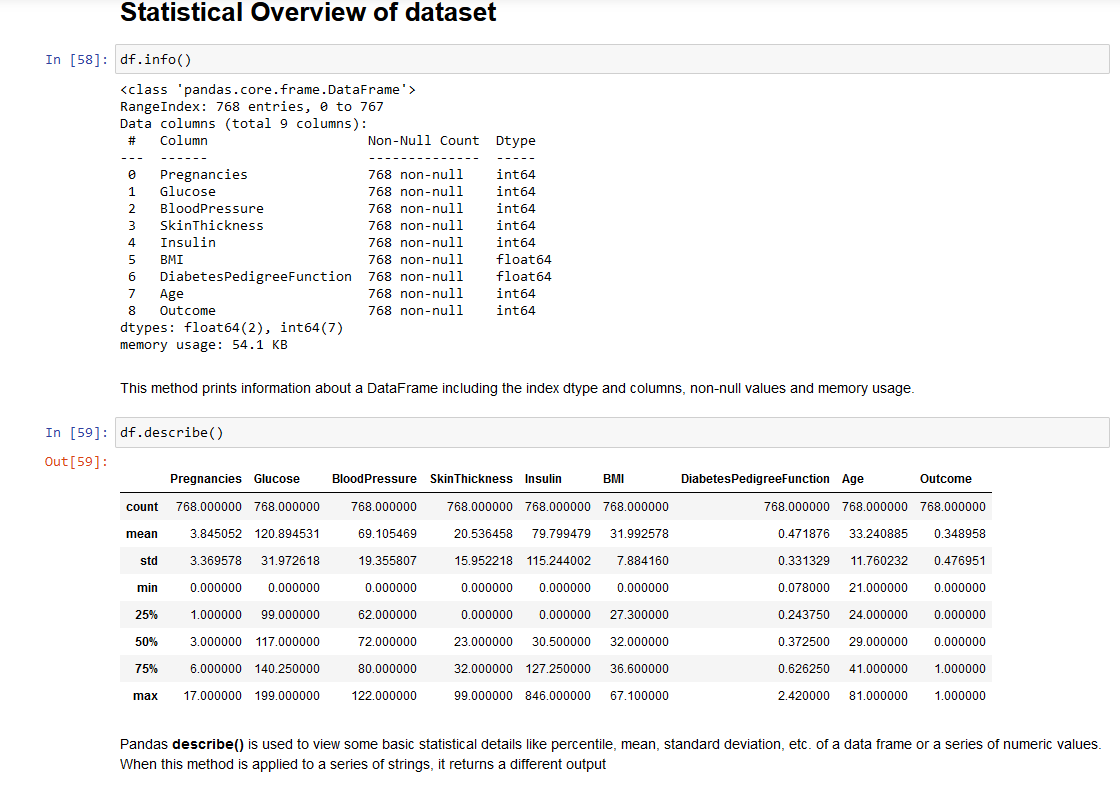 Statistical Overview of dataset
In [58]: df.info()
<class 'pandas.core.frame.DataFrame'>
RangeIndex: 768 entries, 0 to 767
Data columns (total 9 columns):
 #   Column                    Non-Null Count  Dtype
---  ------                    --------------  -----
 0   Pregnancies               768 non-null    int64
 1   Glucose                   768 non-null    int64
 2   BloodPressure             768 non-null    int64
 3   SkinThickness             768 non-null    int64
 4   Insulin                   768 non-null    int64
 5   BMI                       768 non-null    float64
 6   DiabetesPedigreeFunction  768 non-null    float64
 7   Age                       768 non-null    int64
 8   Outcome                   768 non-null    int64
dtypes: float64(2), int64(7)
memory usage: 54.1 KB
This method prints information about a DataFrame including the index dtype and columns, non-null values and memory usage.
In [59]: df.describe()
Out[59]:
Pregnancies Glucose BloodPressure SkinThickness Insulin BMI DiabetesPedigreeFunction Age Outcome
count 768.000000 768.000000 768.000000 768.000000 768.000000 768.000000 768.000000 768.000000 768.000000
mean 3.845052 120.894531 69.105469 20.536458 79.799479 31.992578 0.471876 33.240885 0.348958
std 3.369578 31.972618 19.355807 15.952218 115.244002 7.884160 0.331329 11.760232 0.476951
min 0.000000 0.000000 0.000000 0.000000 0.000000 0.000000 0.078000 21.000000 0.000000
25% 1.000000 99.000000 62.000000 0.000000 0.000000 27.300000 0.243750 24.000000 0.000000
50% 3.000000 117.000000 72.000000 23.000000 30.500000 32.000000 0.372500 29.000000 0.000000
75% 6.000000 140.250000 80.000000 32.000000 127.250000 36.600000 0.626250 41.000000 1.000000
max 17.000000 199.000000 122.000000 99.000000 846.000000 67.100000 2.420000 81.000000 1.000000
Pandas describe() is used to view some basic statistical details like percentile, mean, standard deviation, etc. of a data frame or a series of numeric values.
When this method is applied to a series of strings, it returns a different output